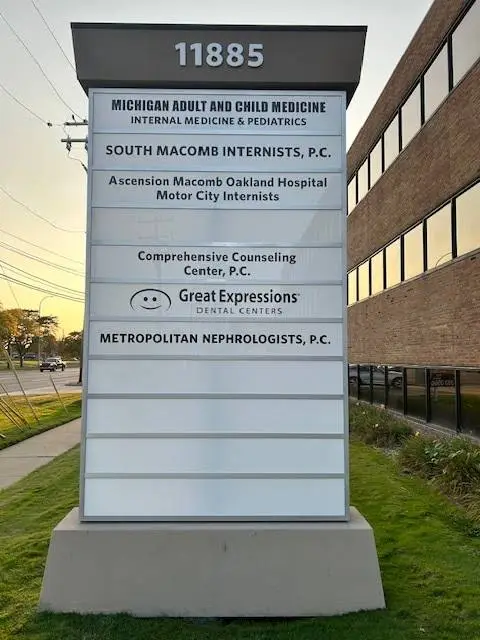 11885
MICHIGAN ADULT AND CHILD MEDICINE
INTERNAL MEDICINE & PEDIATRICS
SOUTH MACOMB INTERNISTS, P.C.
Ascension Macomb Oakland Hospital
Motor City Internists
Comprehensive Counseling
Center, P.C.
Great Expressions
DENTAL CENTERS
METROPOLITAN NEPHROLOGISTS, P.C.